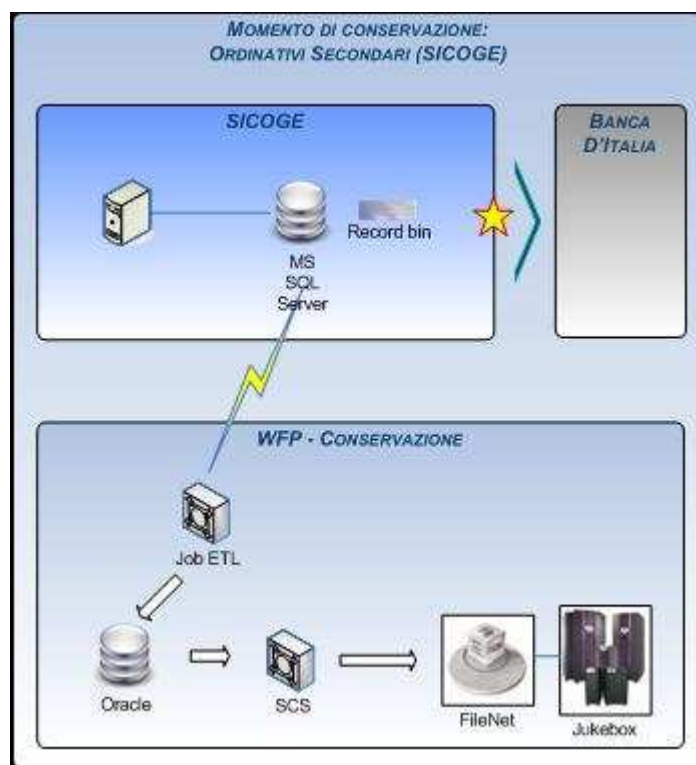 MOMENTO DI CONSERVAZIONE:
ORDINATIVI SECONDARI (SICOGE)
SICOGE
BANCA
D'ITALIA
Record bin
MS
SQL
Server
WFP - CONSERVAZIONE
Job ETL
Oracle
SCS
FileNet
Jukebox